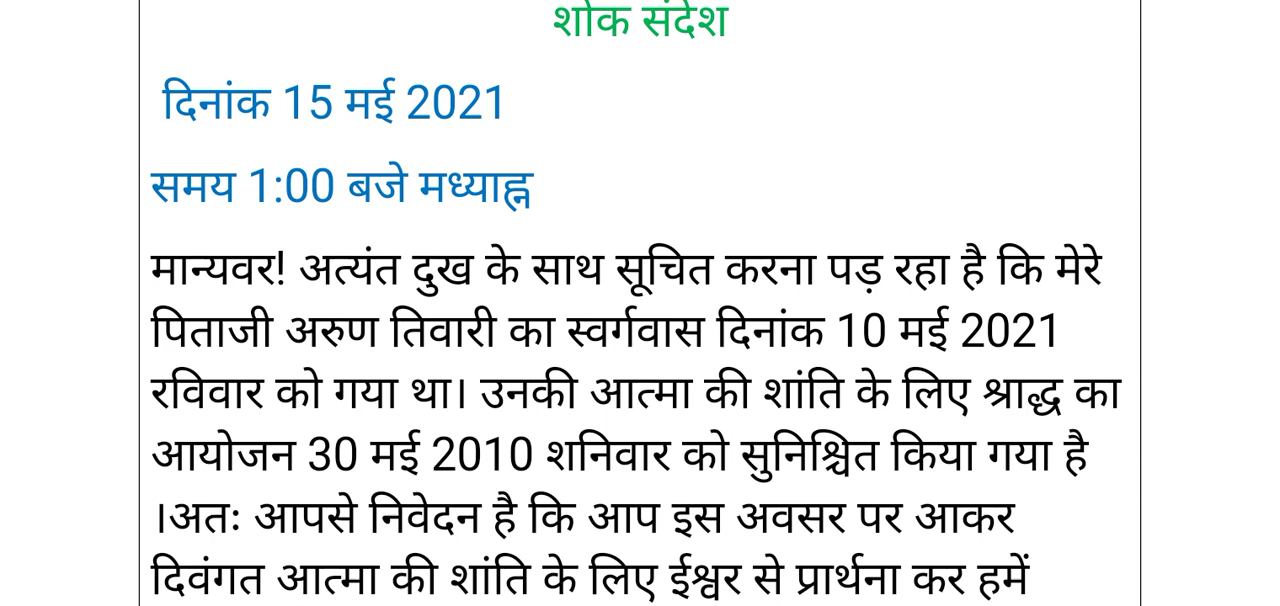 शोक संदेश
दिनांक 15 मई 2021
समय 1:00 बजे मध्याह्न
मान्यवर! अत्यंत दुख के साथ सूचित करना पड़ रहा है कि मेरे
पिताजी अरुण तिवारी का स्वर्गवास दिनांक 10 मई 2021
रविवार को गया था। उनकी आत्मा की शांति के लिए श्राद्ध का
आयोजन 30 मई 2010 शनिवार को सुनिश्चित किया गया है
।अतः आपसे निवेदन है कि आप इस अवसर पर आकर
दिवंगत आत्मा की शांति के लिए ईश्वर से प्रार्थना कर हमें